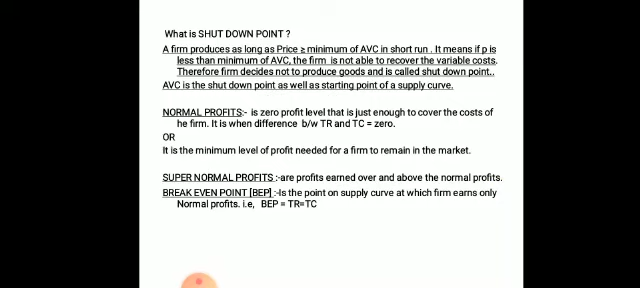 What is SHUT DOWN POINT ?
A firm produces as long as Price ≥ minimum of AVC in short run . It means if p is
less than minimum of AVC, the firm is not able to recover the variable costs.
Therefore firm decides not to produce goods and is called shut down point..
AVC is the shut down point as well as starting point of a supply curve.
NORMAL PROFITS:- is zero profit level that is just enough to cover the costs of
he firm. It is when difference b/w TR and TC = zero.
OR
It is the minimum level of profit needed for a firm to remain in the market.
SUPER NORMAL PROFITS :-are profits earned over and above the normal profits.
BREAK EVEN POINT [BEP] :-Is the point on supply curve at which firm earns only
Normal profits. i.e, BEP = TR=TC